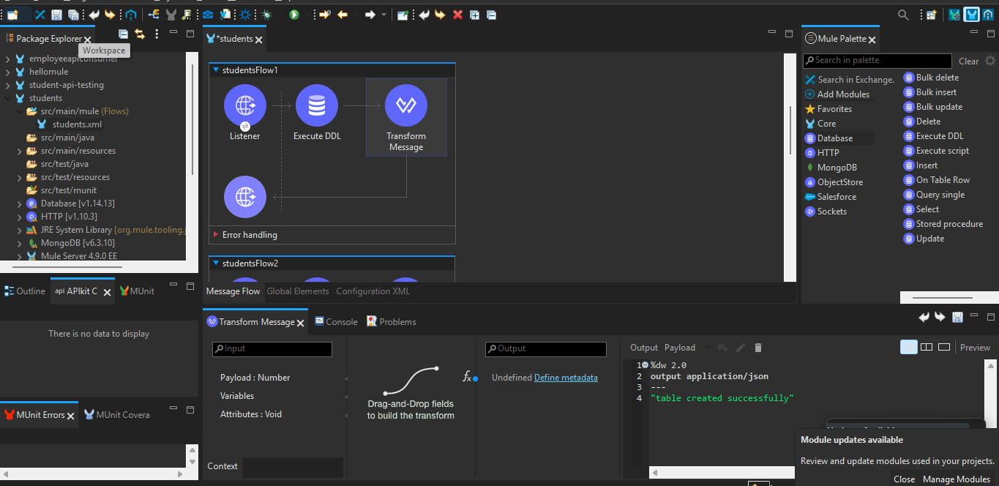 Package Explorer
Workspace
employeeapiconsumer
hellomule
student-api-testing
students
src/main/mule (Flows)
students.xml
src/main/java
src/main/resources
src/test/java
src/test/resources
src/test/munit
Database [v1.14.13]
HTTP [v1.10.3]
JRE System Library [org.mule.tooling.j
MongoDB [v6.3.10]
Mule Server 4.9.0 EE
Outline
api APIkit C
MUnit
There is no data to display
MUnit Errors
MUnit Covera
*students
studentsFlow1
Listener
Execute DDL
Transform
Message
Error handling
studentsFlow2
Message Flow
Global Elements
Configuration XML
Mule Palette
Search in palette
Clear
Search in Exchange.
Add Modules
Favorites
Core
Database
HTTP
MongoDB
ObjectStore
Salesforce
Sockets
Bulk delete
Bulk insert
Bulk update
Delete
Execute DDL
Execute script
Insert
On Table Row
Query single
Select
Stored procedure
Update
Transform Message
Console
Problems
Input
Payload : Number
Variables
Attributes : Void
Context
fx
Drag-and-Drop fields
to build the transform
Output
Undefined Define metadata
Output Payload
Preview
1 %dw 2.0
2 output application/json
3 ---
4 "table created successfully"
Module updates available
Review and update modules used in your projects.
Close Manage Modules